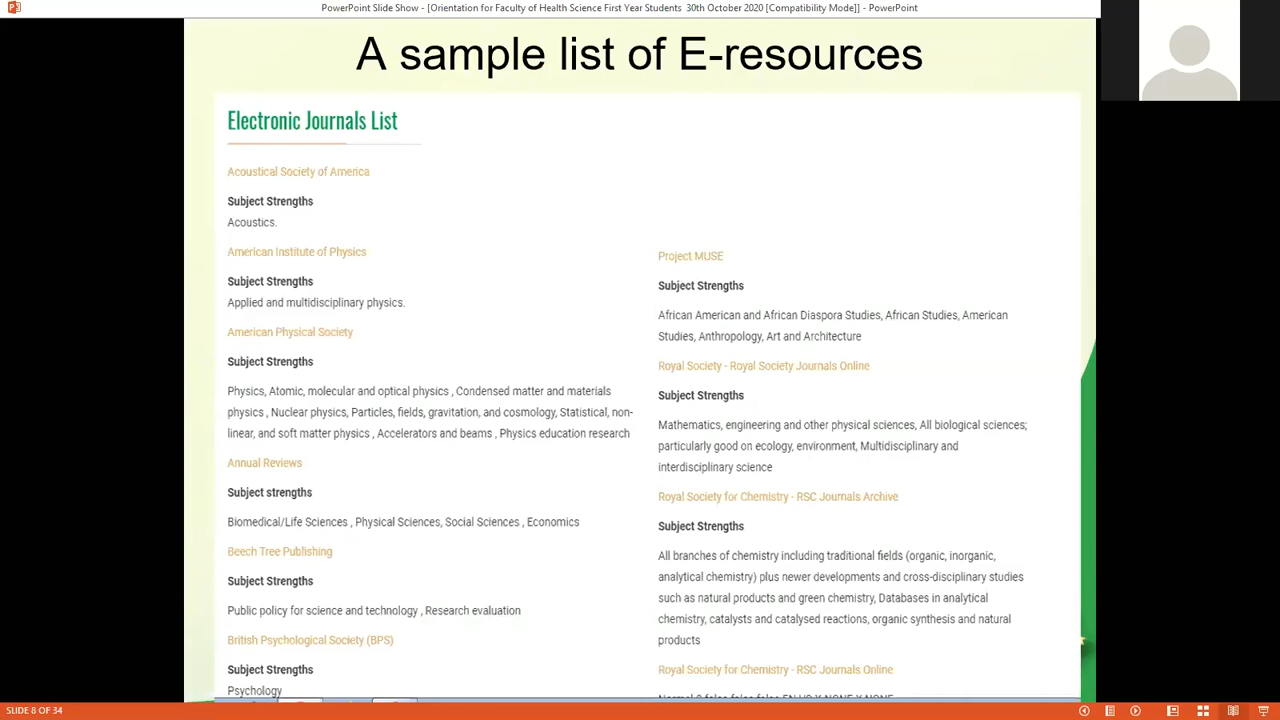 PowerPoint Slide Show - [Orientation for Faculty of Health Science First Year Students 30th October 2020 [Compatibility Mode]] - PowerPoint
A sample list of E-resources
Electronic Journals List
Acoustical Society of America
Subject Strengths
Acoustics.
American Institute of Physics
Subject Strengths
Applied and multidisciplinary physics.
American Physical Society
Subject Strengths
Physics, Atomic, molecular and optical physics , Condensed matter and materials
physics , Nuclear physics, Particles, fields, gravitation, and cosmology, Statistical, non-
linear, and soft matter physics , Accelerators and beams , Physics education research
Annual Reviews
Subject strengths
Biomedical/Life Sciences , Physical Sciences, Social Sciences , Economics
Beech Tree Publishing
Subject Strengths
Public policy for science and technology , Research evaluation
British Psychological Society (BPS)
Subject Strengths
Psychology
Project MUSE
Subject Strengths
African American and African Diaspora Studies, African Studies, American
Studies, Anthropology, Art and Architecture
Royal Society - Royal Society Journals Online
Subject Strengths
Mathematics, engineering and other physical sciences, All biological sciences;
particularly good on ecology, environment, Multidisciplinary and
interdisciplinary science
Royal Society for Chemistry - RSC Journals Archive
Subject Strengths
All branches of chemistry including traditional fields (organic, inorganic,
analytical chemistry) plus newer developments and cross-disciplinary studies
such as natural products and green chemistry, Databases in analytical
chemistry, catalysts and catalysed reactions, organic synthesis and natural
products
Royal Society for Chemistry - RSC Journals Online
SLIDE 8 OF 34